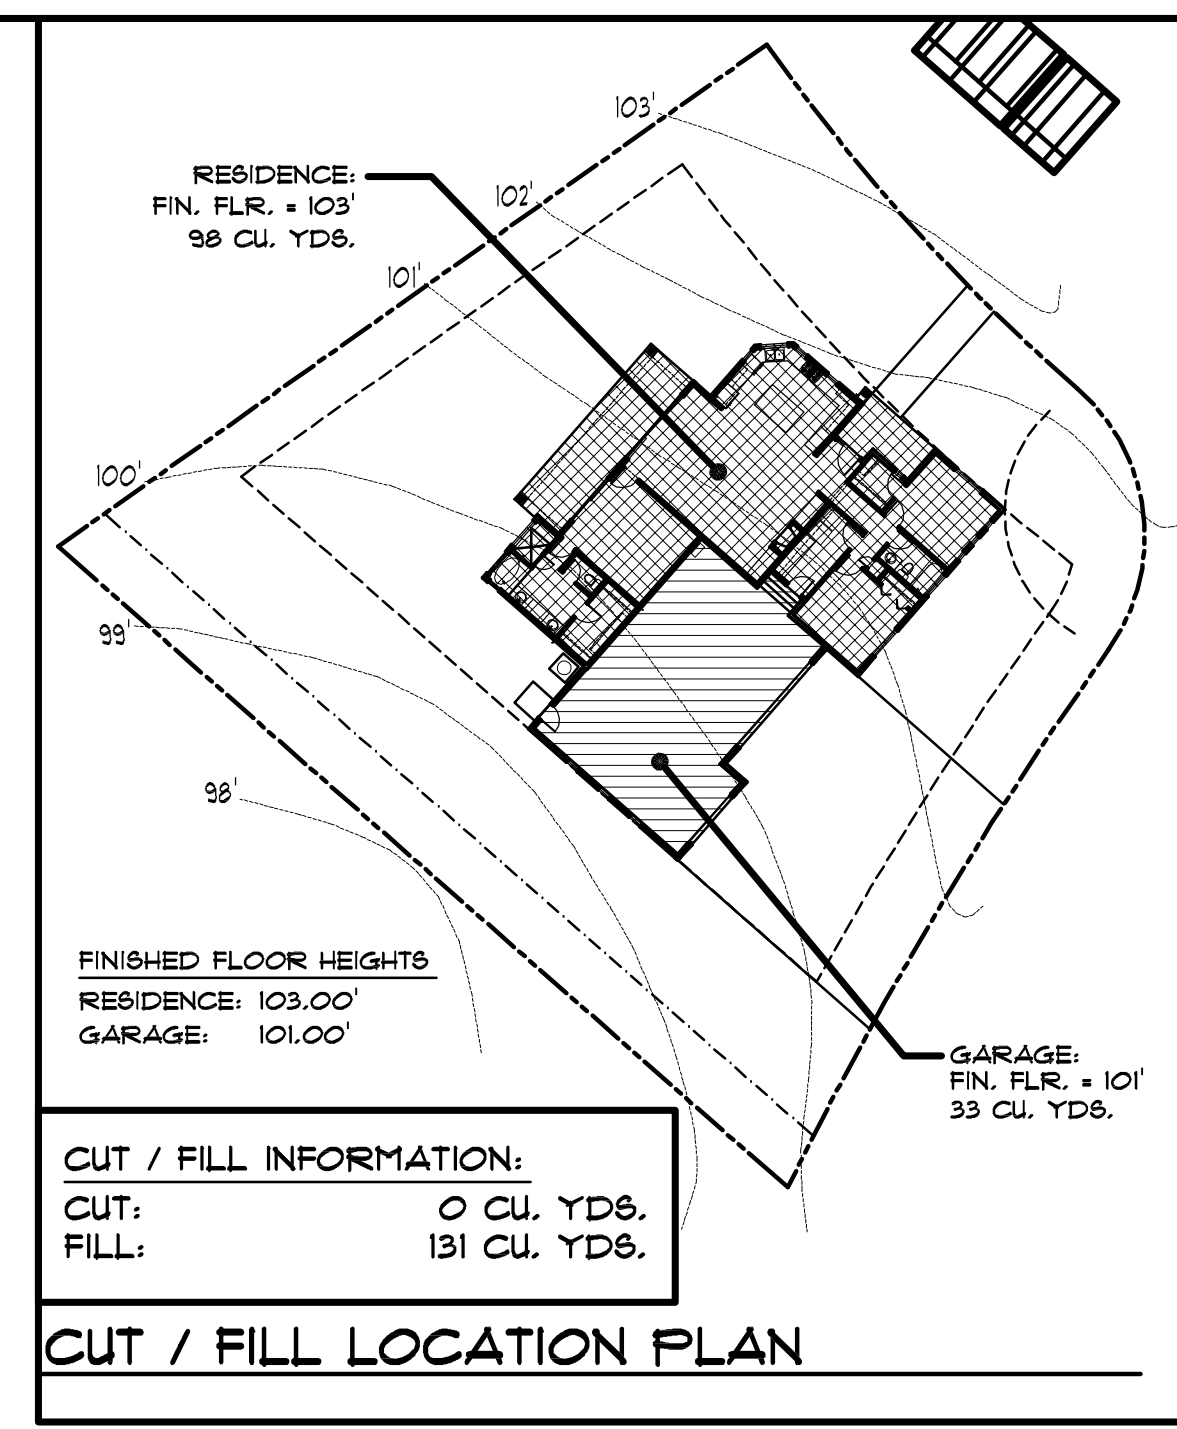 103'
102'
101'
100'
99'
98'
RESIDENCE:
FIN. FLR. = 103'
98 CU. YDS.
FINISHED FLOOR HEIGHTS
RESIDENCE: 103.00'
GARAGE: 101.00'
GARAGE:
FIN. FLR. = 101'
33 CU. YDS.
CUT / FILL INFORMATION:
CUT: 0 CU. YDS.
FILL: 131 CU. YDS.
CUT / FILL LOCATION PLAN